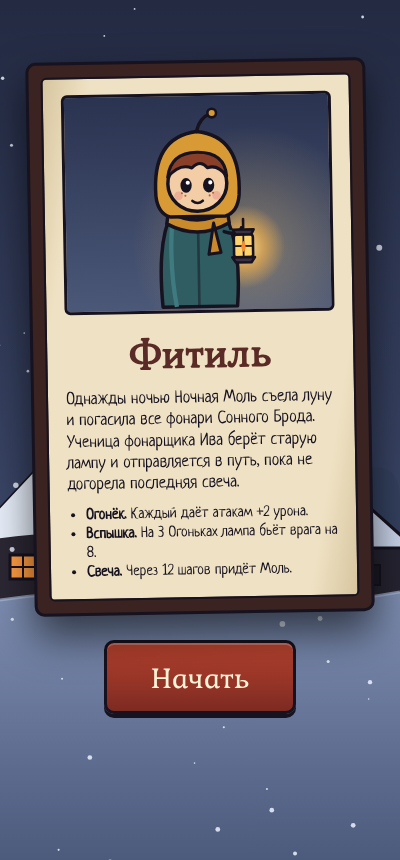 Фитиль
Однажды ночью Ночная Моль съела луну
и погасила все фонари Сонного Брода.
Ученица фонарщика Ива берёт старую
лампу и отправляется в путь, пока не
догорела последняя свеча.
• Огонёк. Каждый даёт атакам +2 урона.
• Вспышка. На 3 Огоньках лампа бьёт врага на
8.
• Свеча. Через 12 шагов придёт Моль.
Начать